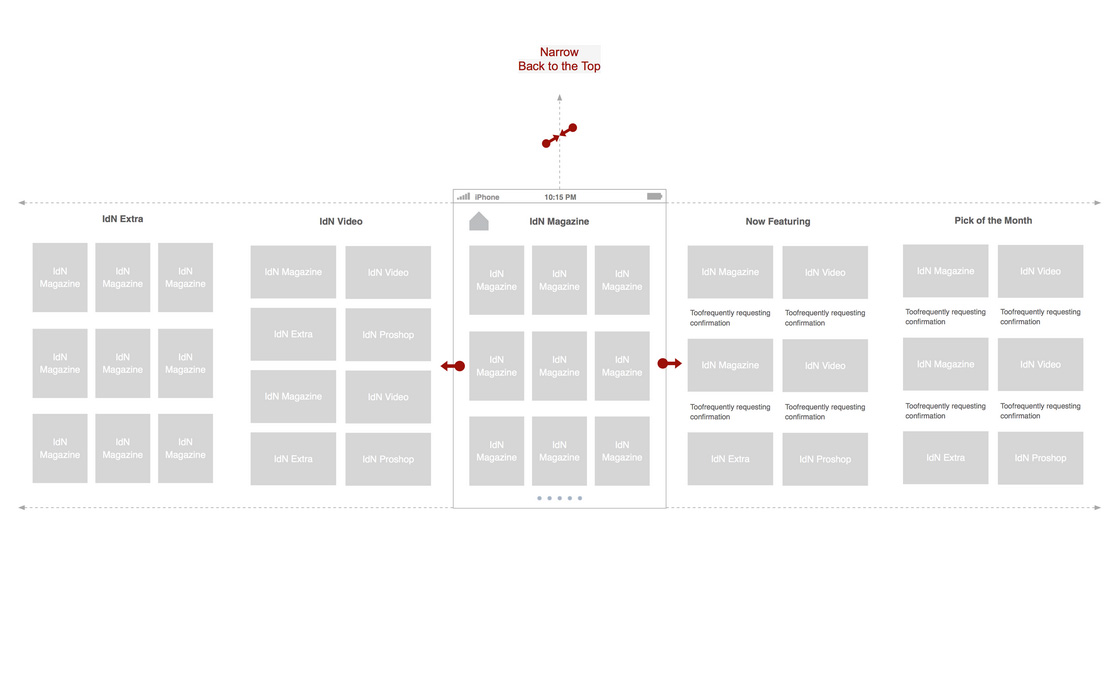 Narrow
Back to the Top
iPhone 10:15 PM
IdN Extra
IdN Magazine IdN Magazine IdN Magazine
IdN Magazine IdN Magazine IdN Magazine
IdN Magazine IdN Magazine IdN Magazine
IdN Video
IdN Magazine IdN Video
IdN Extra IdN Proshop
IdN Magazine IdN Video
IdN Extra IdN Proshop
IdN Magazine
IdN Magazine IdN Magazine IdN Magazine
IdN Magazine IdN Magazine IdN Magazine
IdN Magazine IdN Magazine IdN Magazine
Now Featuring
IdN Magazine IdN Video
Toofrequently requesting confirmation Toofrequently requesting confirmation
IdN Magazine IdN Video
Toofrequently requesting confirmation Toofrequently requesting confirmation
IdN Extra IdN Proshop
Pick of the Month
IdN Magazine IdN Video
Toofrequently requesting confirmation Toofrequently requesting confirmation
IdN Magazine IdN Video
Toofrequently requesting confirmation Toofrequently requesting confirmation
IdN Extra IdN Proshop